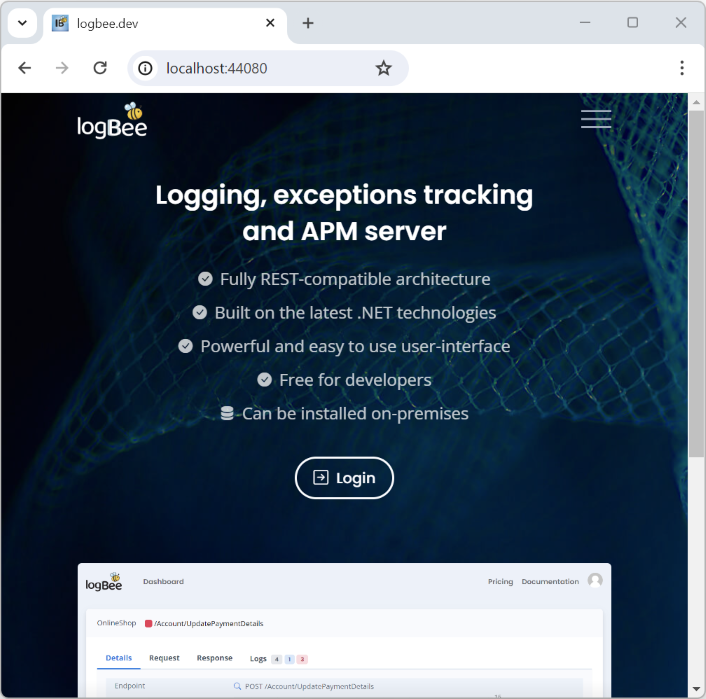 logbee.dev
localhost:44080
logBee
Logging, exceptions tracking
and APM server
Fully REST-compatible architecture
Built on the latest .NET technologies
Powerful and easy to use user-interface
Free for developers
Can be installed on-premises
Login
logBee Dashboard Pricing Documentation
OnlineShop /Account/UpdatePaymentDetails
Details Request Response Logs 4 1 3
Endpoint POST /Account/UpdatePaymentDetails